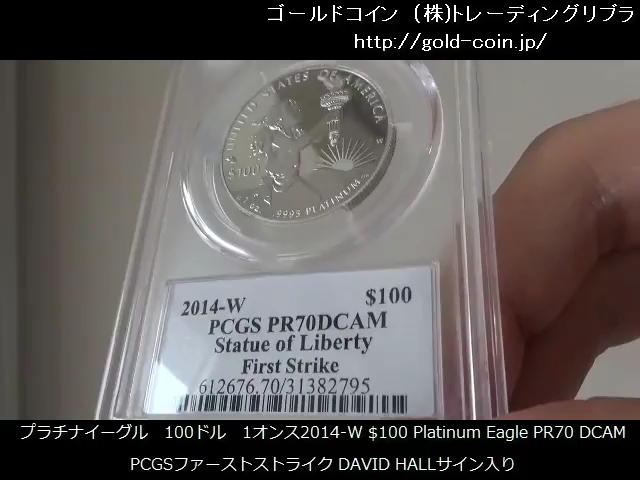 ゴールドコイン （株)トレーディングリブラ
http://gold-coin.jp/
UNITED STATES OF AMERICA
$100
1 OZ. .9995 PLATINUM
2014-W $100
PCGS PR70DCAM
Statue of Liberty
First Strike
612676.70/31382795
プラチナイーグル 100ドル 1オンス2014-W $100 Platinum Eagle PR70 DCAM
PCGSファーストストライク DAVID HALLサイン入り